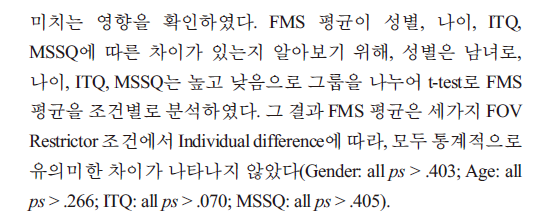 미치는 영향을 확인하였다. FMS 평균이 성별, 나이, ITQ,
MSSQ에 따른 차이가 있는지 알아보기 위해, 성별은 남녀로,
나이, ITQ, MSSQ는 높고 낮음으로 그룹을 나누어 t-test로 FMS
평균을 조건별로 분석하였다. 그 결과 FMS 평균은 세가지 FOV
Restrictor 조건에서 Individual difference에 따라, 모두 통계적으로
유의미한 차이가 나타나지 않았다(Gender: all ps > .403; Age: all
ps > .266; ITQ: all ps > .070; MSSQ: all ps > .405).